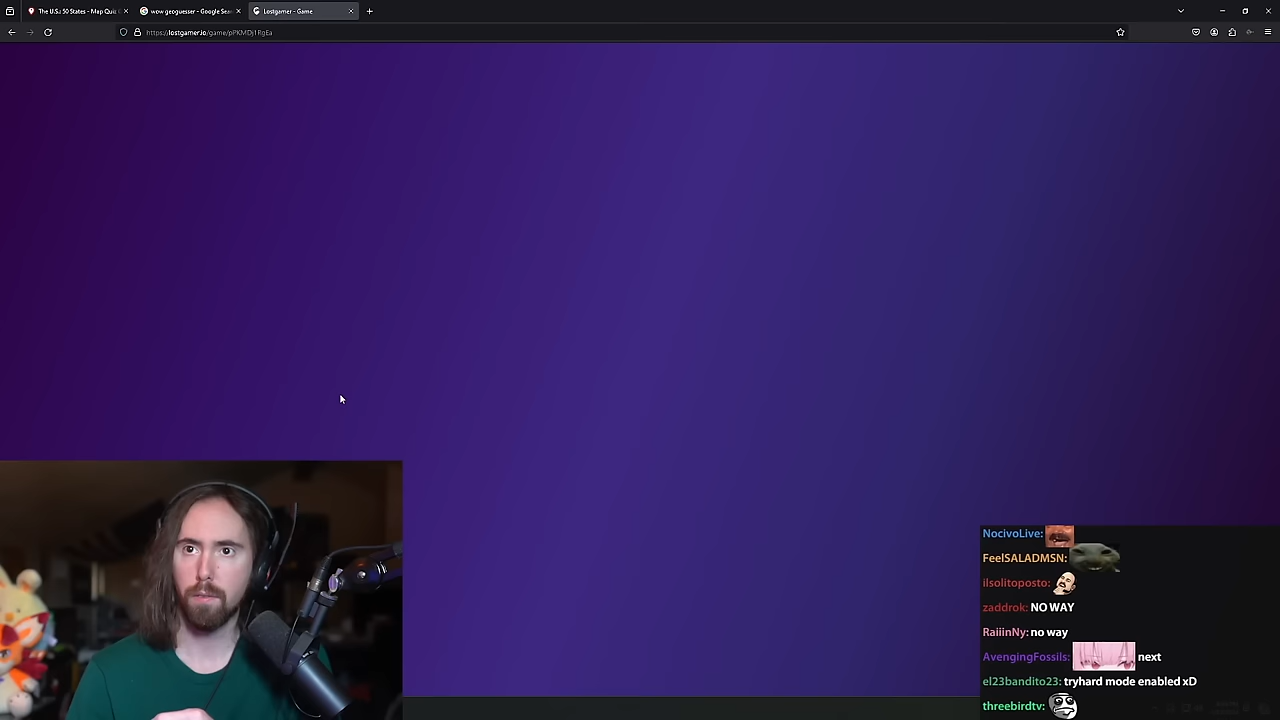 The U.S.: 50 States - Map Quiz
wow geoguesser - Google Sea
Lostgamer - Game
https://lostgamer.io/game/pPKMDj1RgEa
NocivoLive:
FeelSALADMSN:
ilsolitoposto:
zaddrok: NO WAY
RaiiinNy: no way
AvengingFossils: next
el23bandito23: tryhard mode enabled xD
threebirdtv: